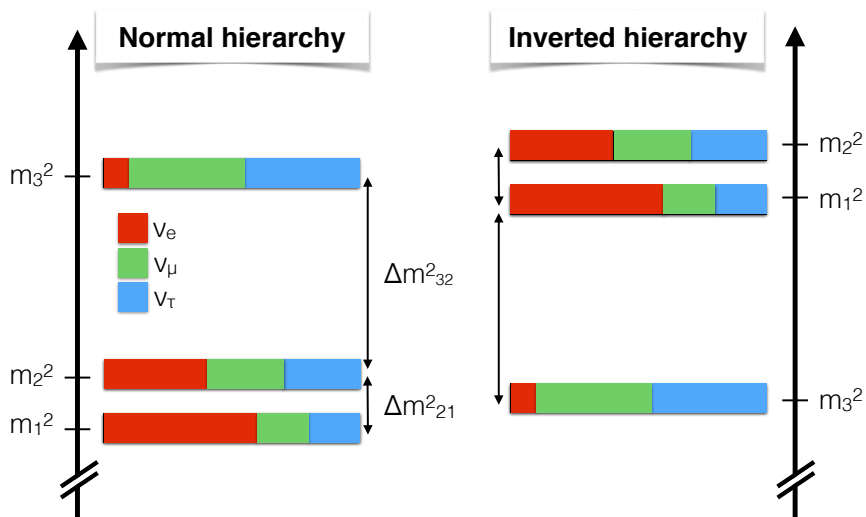 Normal hierarchy
m₃²
νe
νμ
ντ
Δm²₃₂
m₂²
Δm²₂₁
m₁²
Inverted hierarchy
m₂²
m₁²
m₃²